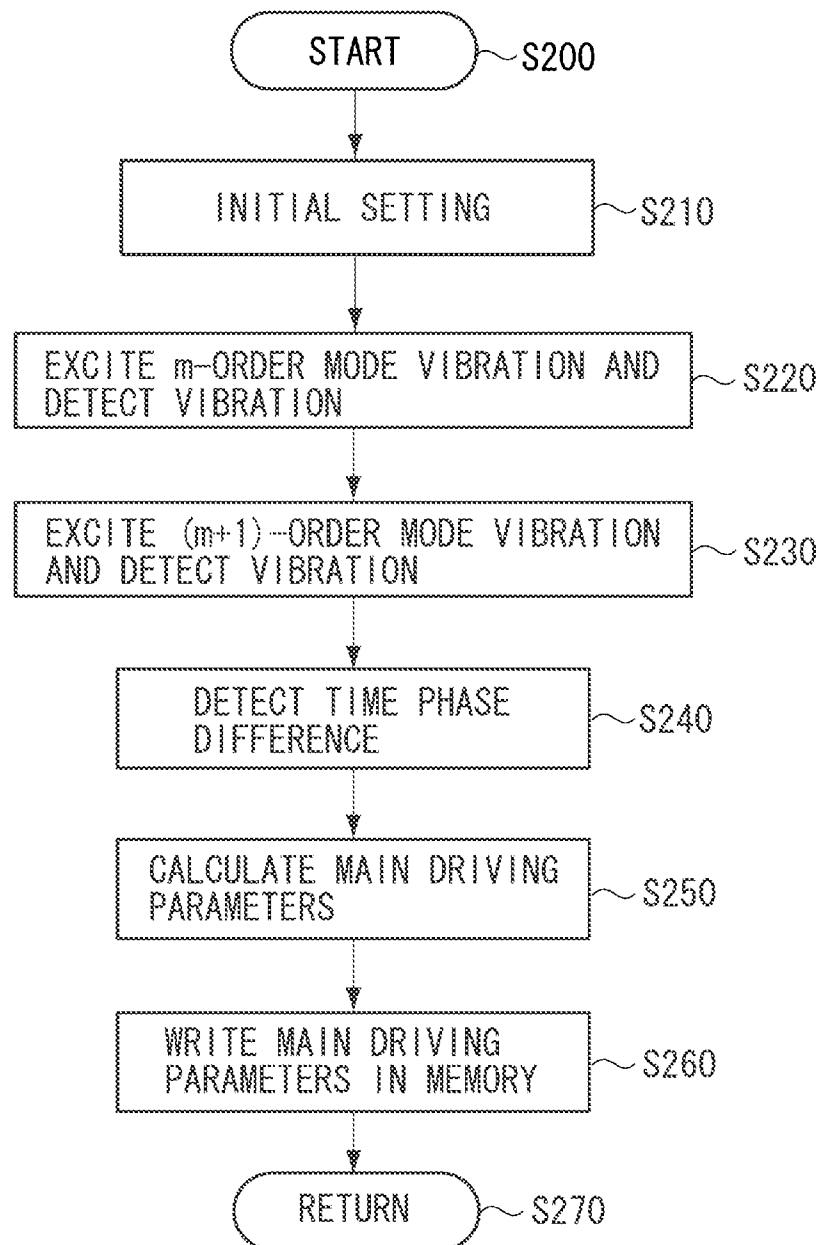 START
S200
INITIAL SETTING
S210
EXCITE m-ORDER MODE VIBRATION AND
DETECT VIBRATION
S220
EXCITE (m+1)-ORDER MODE VIBRATION
AND DETECT VIBRATION
S230
DETECT TIME PHASE
DIFFERENCE
S240
CALCULATE MAIN DRIVING
PARAMETERS
S250
WRITE MAIN DRIVING
PARAMETERS IN MEMORY
S260
RETURN
S270